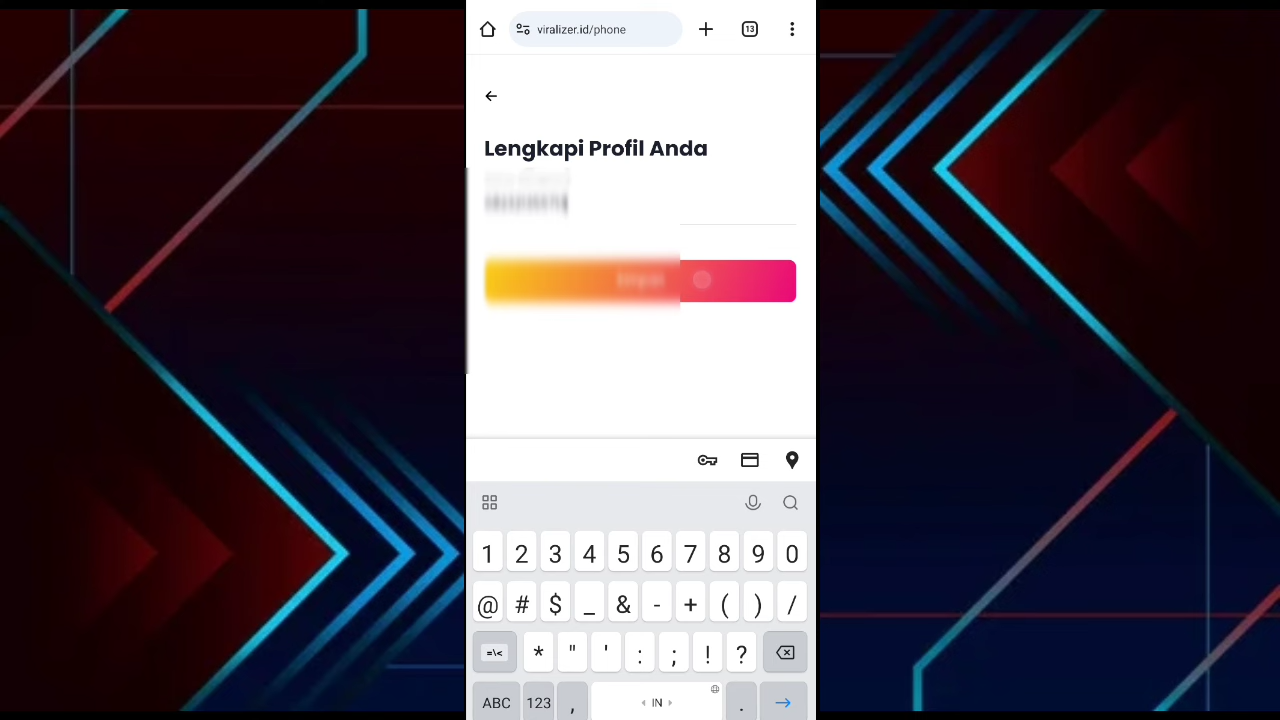 13
viralizer.id/phone
Lengkapi Profil Anda
1 2 3 4 5 6 7 8 9 0
@ # $ _ & - + ( ) /
=\< * " ' : ; ! ?
ABC 123 , IN .